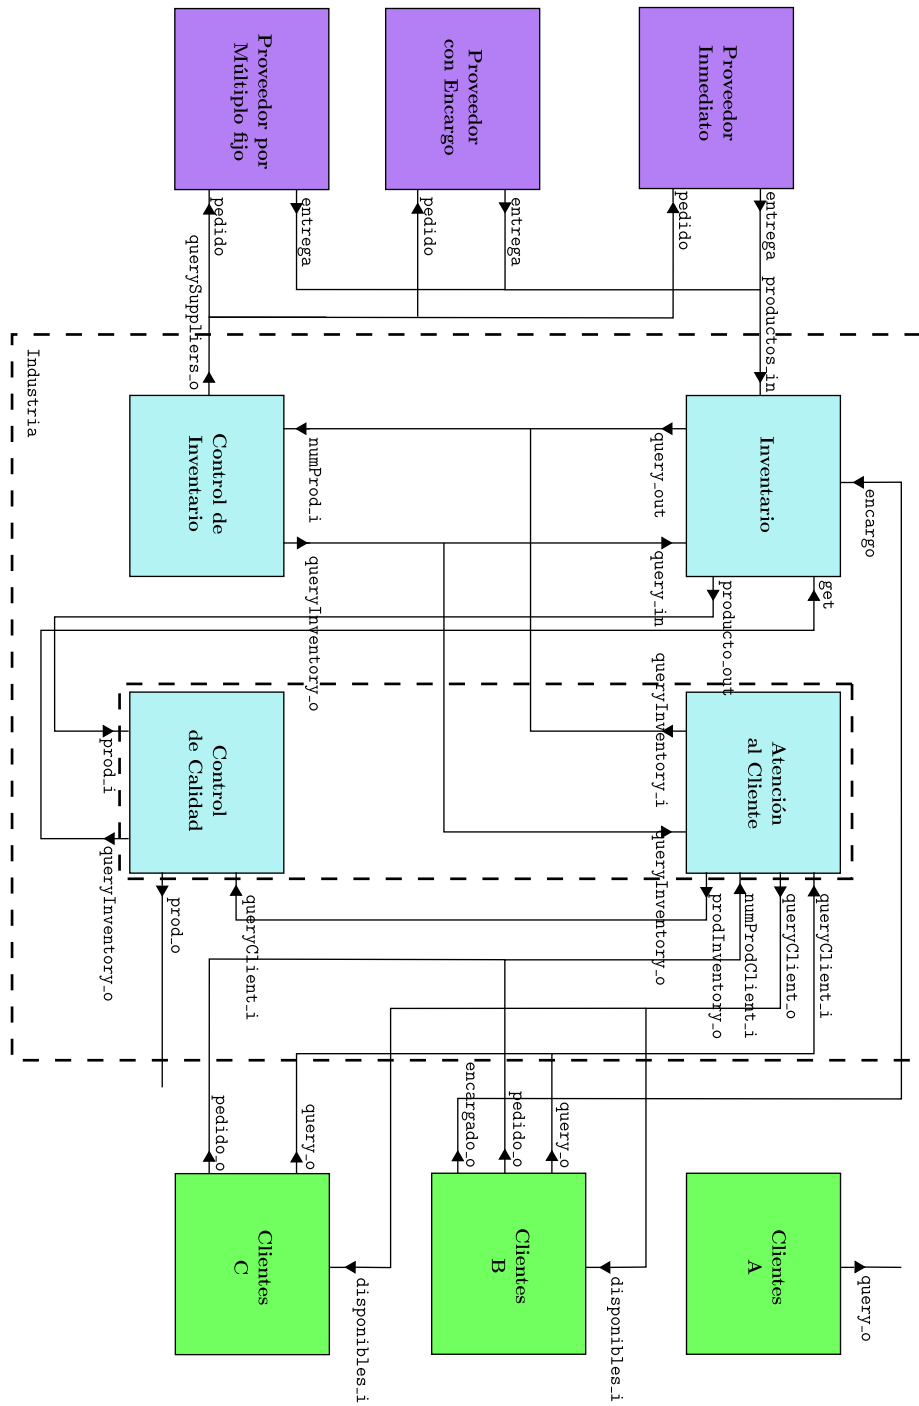 Proveedor
Inmediato
Proveedor
con Encargo
Proveedor por
Múltiplo fijo
entrega
pedido
entrega
pedido
entrega
pedido
productos_in
querySuppliers_o
Industria
Inventario
Control de
Inventario
encargo
query_out
numProd_i
query_in
queryInventory_o
get
producto_out
Atención
al Cliente
Control
de Calidad
queryInventory_i
queryInventory_o
prod_i
queryInventory_o
queryClient_i
queryClient_o
numProdClient_i
prodInventory_o
queryClient_i
prod_o
query_o
pedido_o
encargado_o
query_o
pedido_o
Clientes
A
Clientes
B
Clientes
C
query_o
disponibles_i
disponibles_i